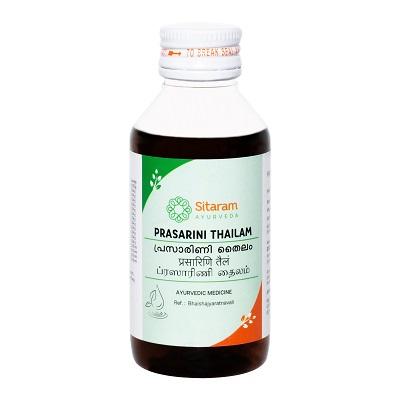 TO BREAK SEAL
Sitaram
AYURVEDA
PRASARINI THAILAM
പ്രസാരിണി തൈലം
प्रसारिणि तैलं
ப்ரஸாரிணி தைலம்
AYURVEDIC MEDICINE
Ref. : Bhaishajyaratnavali